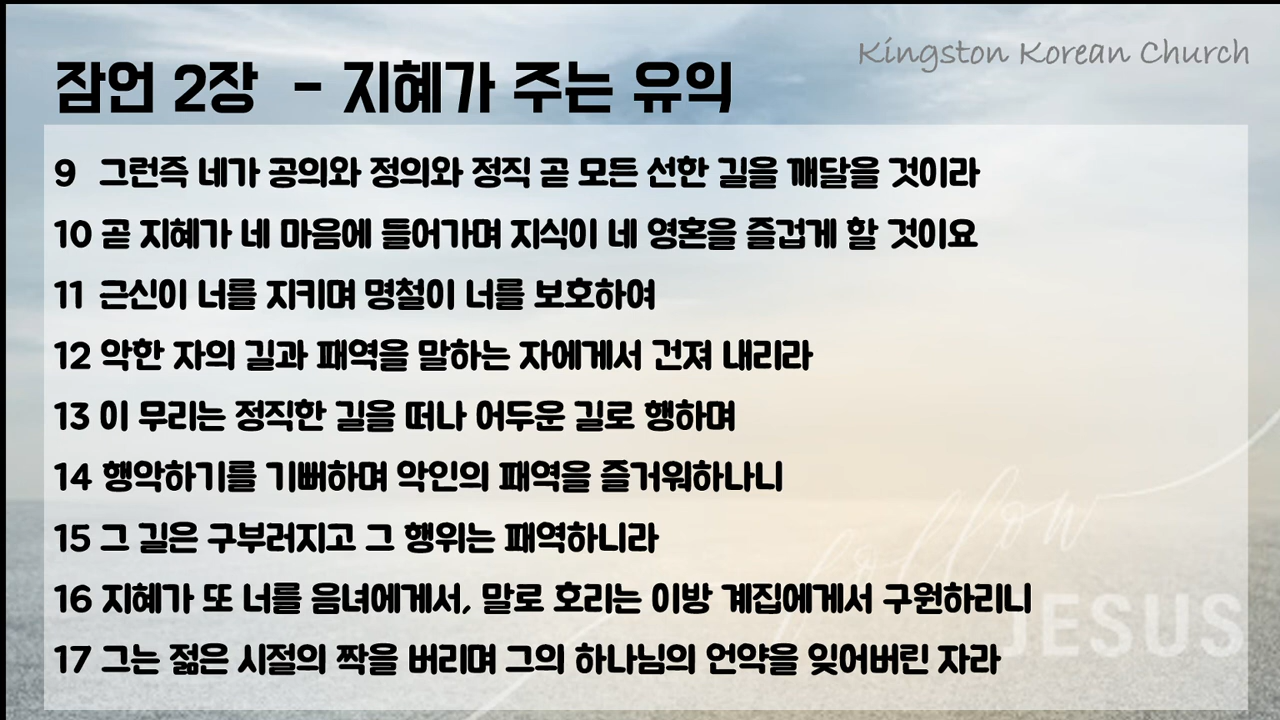 Kingston Korean Church
잠언 2장 - 지혜가 주는 유익
9 그런즉 네가 공의와 정의와 정직 곧 모든 선한 길을 깨달을 것이라
10 곧 지혜가 네 마음에 들어가며 지식이 네 영혼을 즐겁게 할 것이요
11 근신이 너를 지키며 명철이 너를 보호하여
12 악한 자의 길과 패역을 말하는 자에게서 건져 내리라
13 이 무리는 정직한 길을 떠나 어두운 길로 행하며
14 행악하기를 기뻐하며 악인의 패역을 즐거워하나니
15 그 길은 구부러지고 그 행위는 패역하니라
16 지혜가 또 너를 음녀에게서, 말로 호리는 이방 계집에게서 구원하리니
17 그는 젊은 시절의 짝을 버리며 그의 하나님의 언약을 잊어버린 자라
follow
JESUS